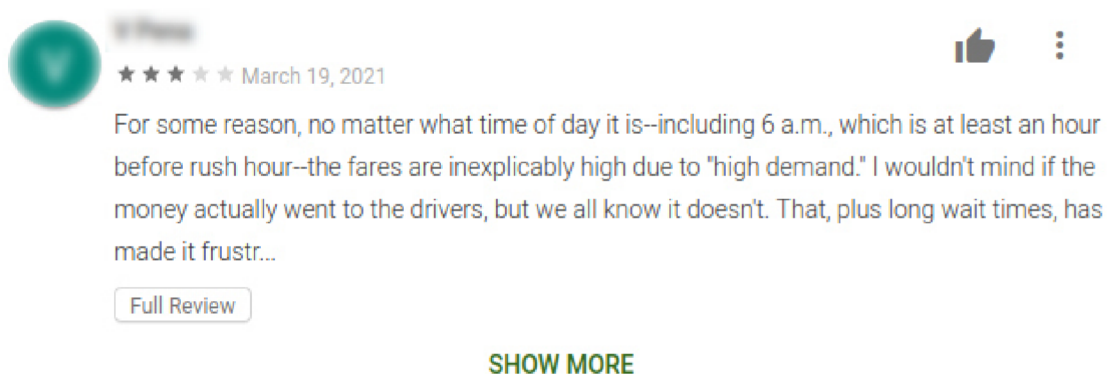 March 19, 2021
For some reason, no matter what time of day it is--including 6 a.m., which is at least an hour
before rush hour--the fares are inexplicably high due to "high demand." I wouldn't mind if the
money actually went to the drivers, but we all know it doesn't. That, plus long wait times, has
made it frustr...
Full Review
SHOW MORE